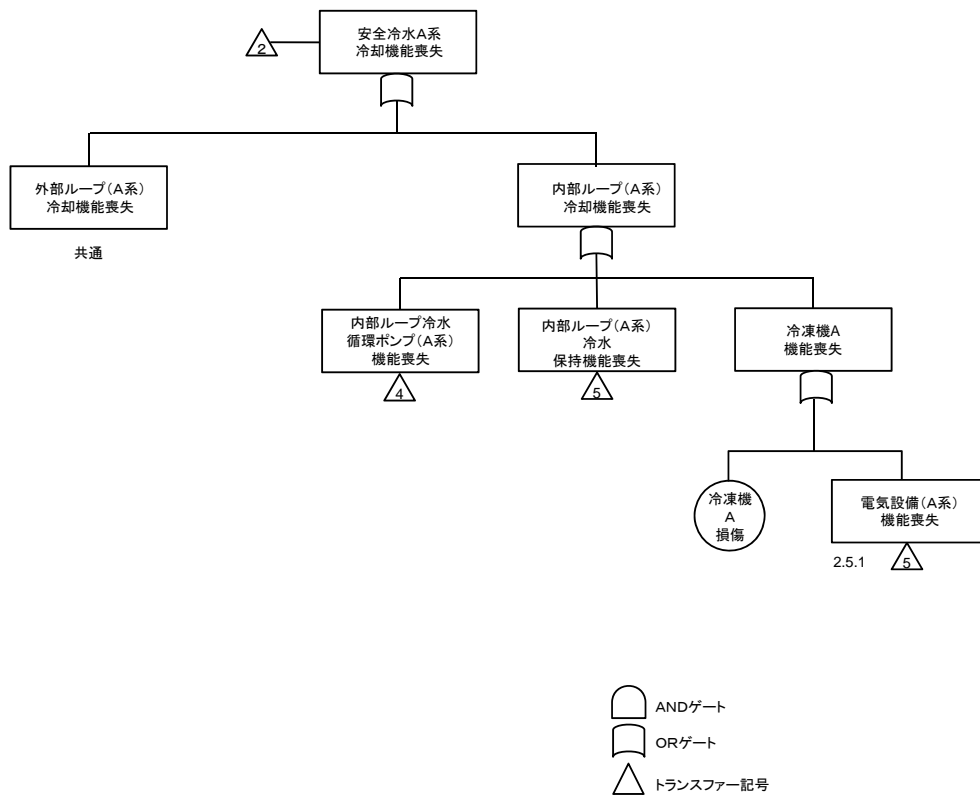 安全冷水A系
冷却機能喪失
2
外部ループ(A系)
冷却機能喪失
共通
内部ループ(A系)
冷却機能喪失
内部ループ冷水
循環ポンプ(A系)
機能喪失
4
内部ループ(A系)
冷水
保持機能喪失
5
冷凍機A
機能喪失
冷凍機
A
損傷
電気設備(A系)
機能喪失
2.5.1
5
ANDゲート
ORゲート
トランスファー記号